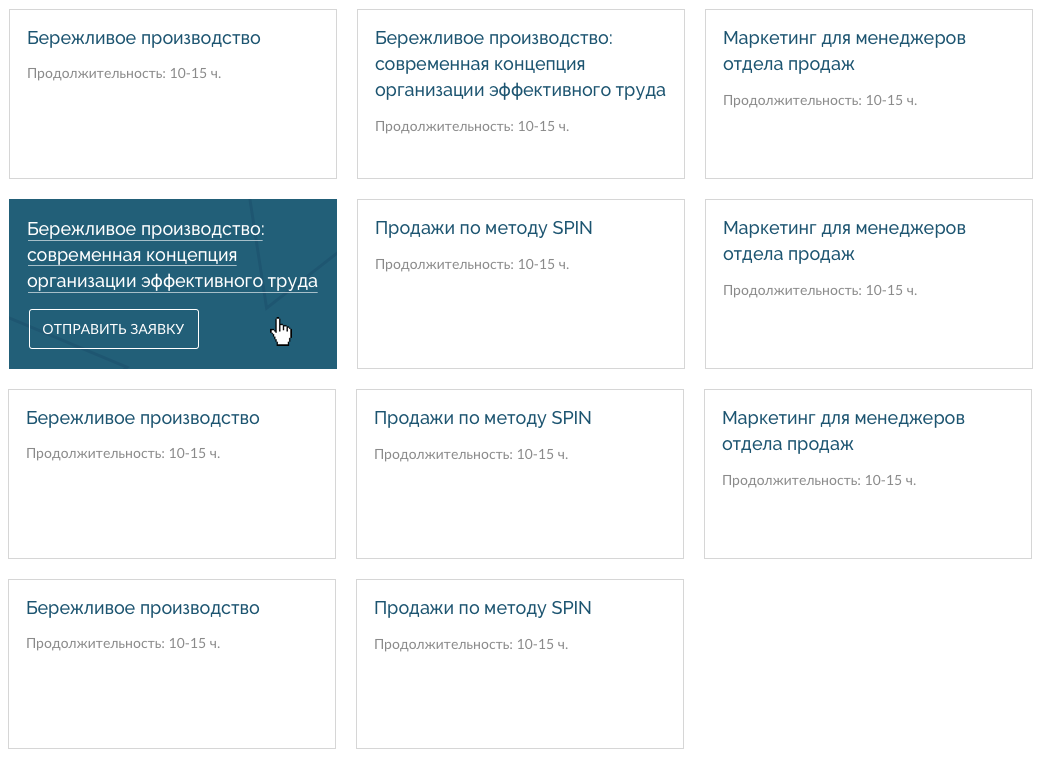 Бережливое производство
Продолжительность: 10-15 ч.
Бережливое производство:
современная концепция
организации эффективного труда
Продолжительность: 10-15 ч.
Маркетинг для менеджеров
отдела продаж
Продолжительность: 10-15 ч.
Бережливое производство:
современная концепция
организации эффективного труда
ОТПРАВИТЬ ЗАЯВКУ
Продажи по методу SPIN
Продолжительность: 10-15 ч.
Маркетинг для менеджеров
отдела продаж
Продолжительность: 10-15 ч.
Бережливое производство
Продолжительность: 10-15 ч.
Продажи по методу SPIN
Продолжительность: 10-15 ч.
Маркетинг для менеджеров
отдела продаж
Продолжительность: 10-15 ч.
Бережливое производство
Продолжительность: 10-15 ч.
Продажи по методу SPIN
Продолжительность: 10-15 ч.